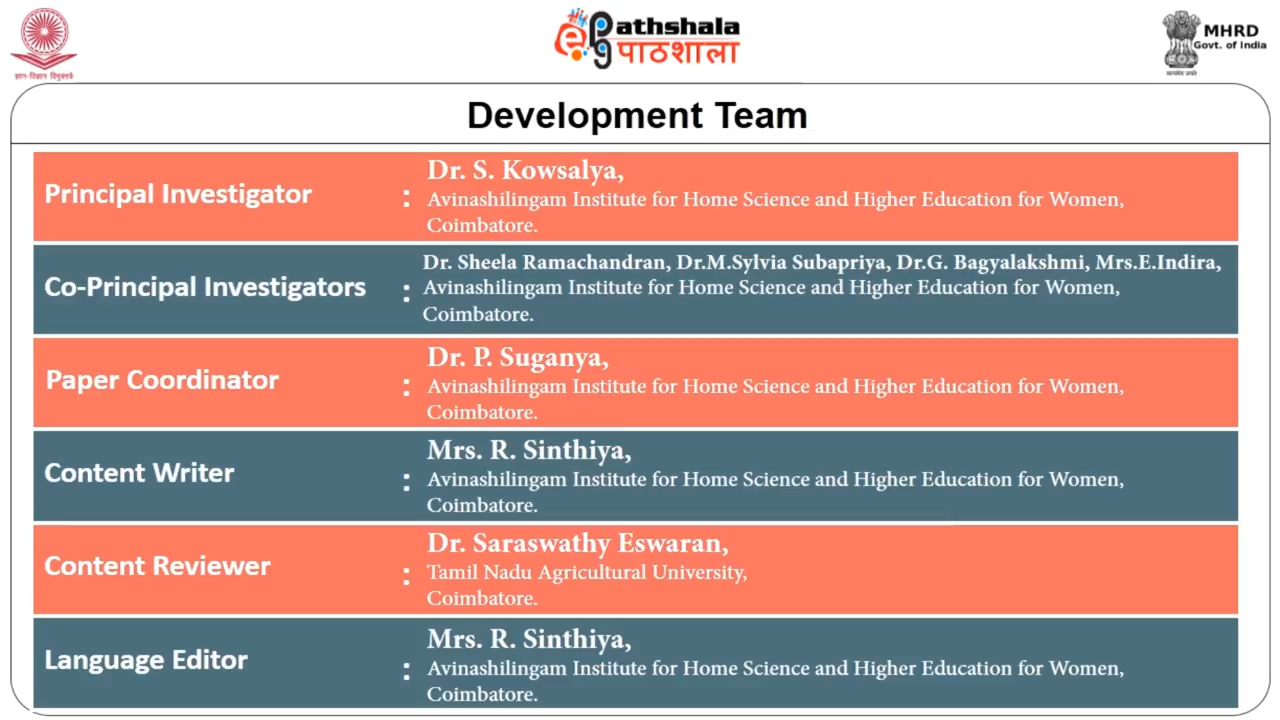 ज्ञान-विज्ञान विमुक्तये
ePG Pathshala
पाठशाला
MHRD
Govt. of India
सत्यमेव जयते
Development Team
Principal Investigator
:
Dr. S. Kowsalya,
Avinashilingam Institute for Home Science and Higher Education for Women,
Coimbatore.
Co-Principal Investigators
:
Dr. Sheela Ramachandran, Dr.M.Sylvia Subapriya, Dr.G. Bagyalakshmi, Mrs.E.Indira,
Avinashilingam Institute for Home Science and Higher Education for Women,
Coimbatore.
Paper Coordinator
:
Dr. P. Suganya,
Avinashilingam Institute for Home Science and Higher Education for Women,
Coimbatore.
Content Writer
:
Mrs. R. Sinthiya,
Avinashilingam Institute for Home Science and Higher Education for Women,
Coimbatore.
Content Reviewer
:
Dr. Saraswathy Eswaran,
Tamil Nadu Agricultural University,
Coimbatore.
Language Editor
:
Mrs. R. Sinthiya,
Avinashilingam Institute for Home Science and Higher Education for Women,
Coimbatore.